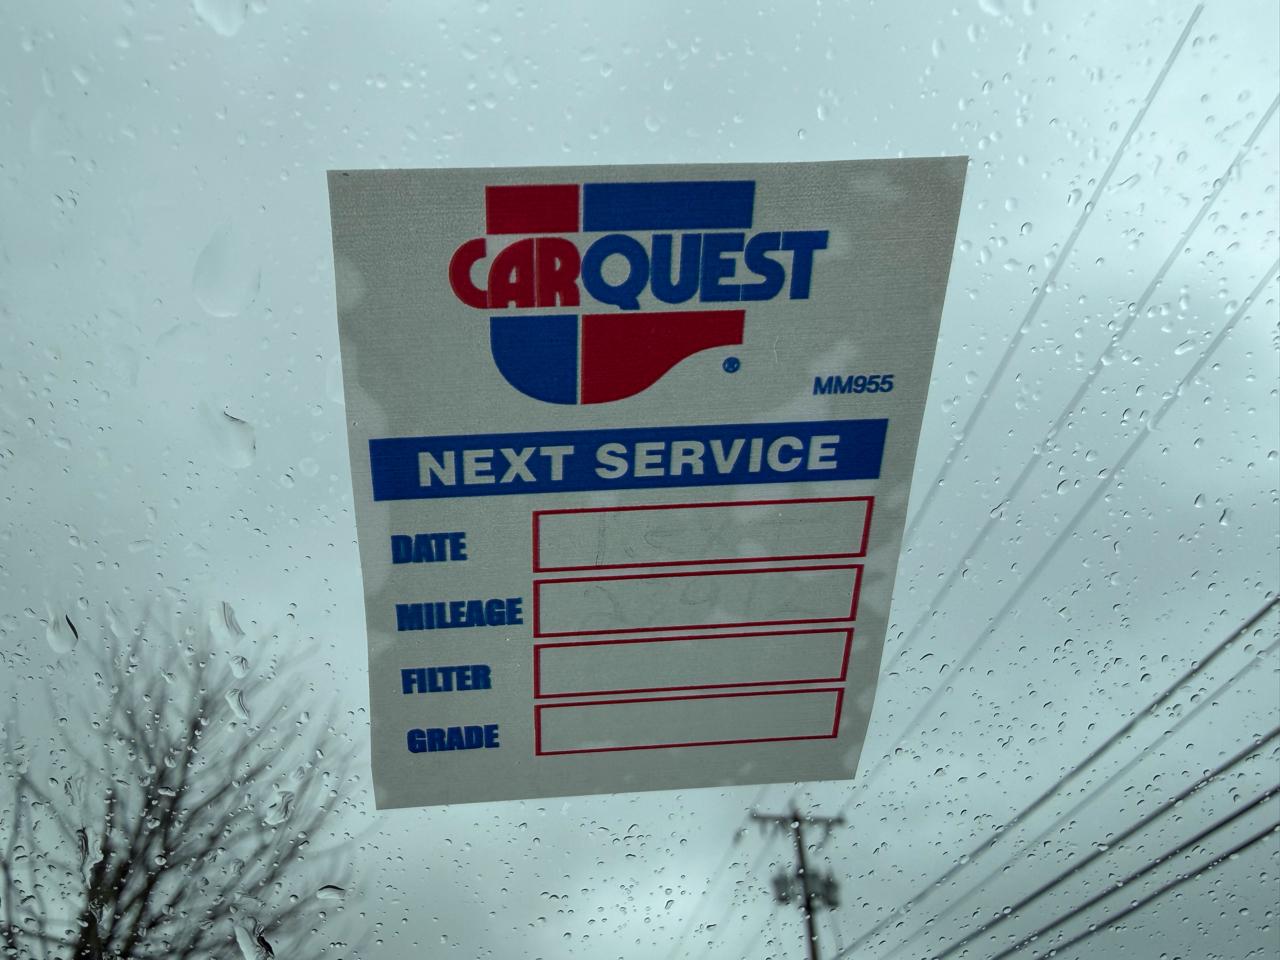 CARQUEST
®
MM955
NEXT SERVICE
DATE
MILEAGE
FILTER
GRADE